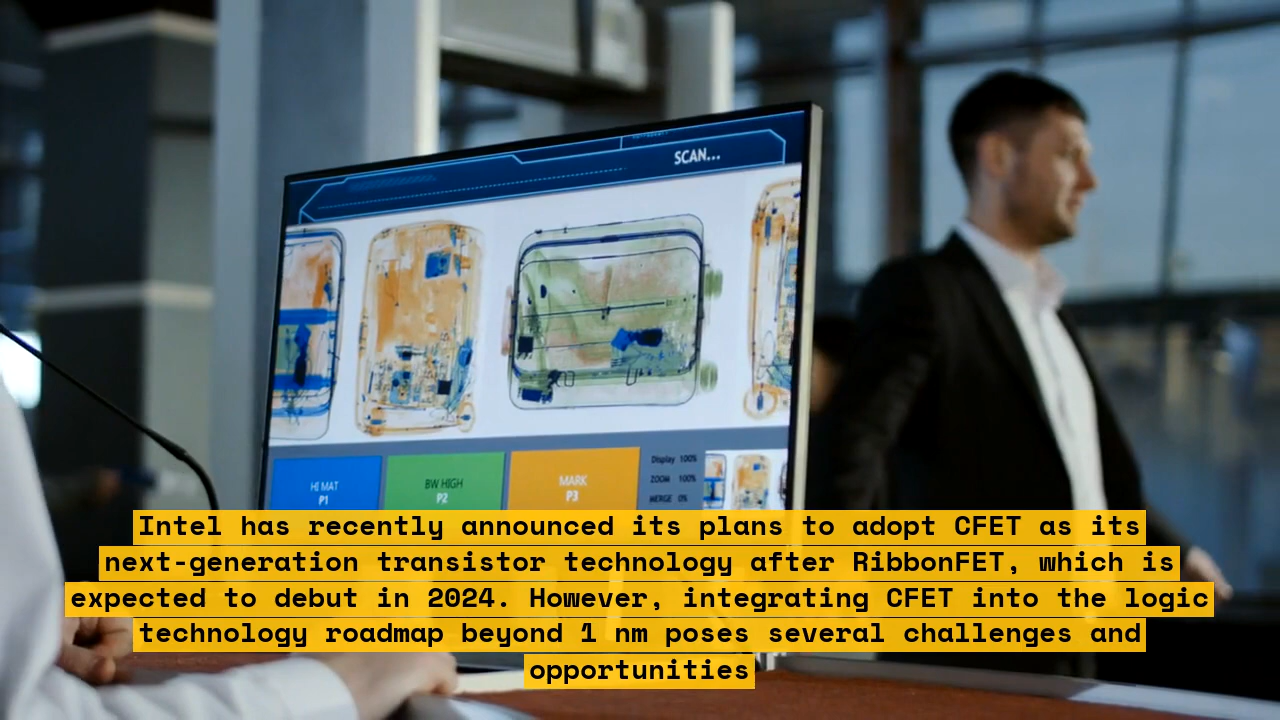 SCAN...
HI MAT
P1
BW HIGH
P2
MARK
P3
Display 100%
ZOOM 100%
MERGE 0%
Intel has recently announced its plans to adopt CFET as its
next-generation transistor technology after RibbonFET, which is
expected to debut in 2024. However, integrating CFET into the logic
technology roadmap beyond 1 nm poses several challenges and
opportunities